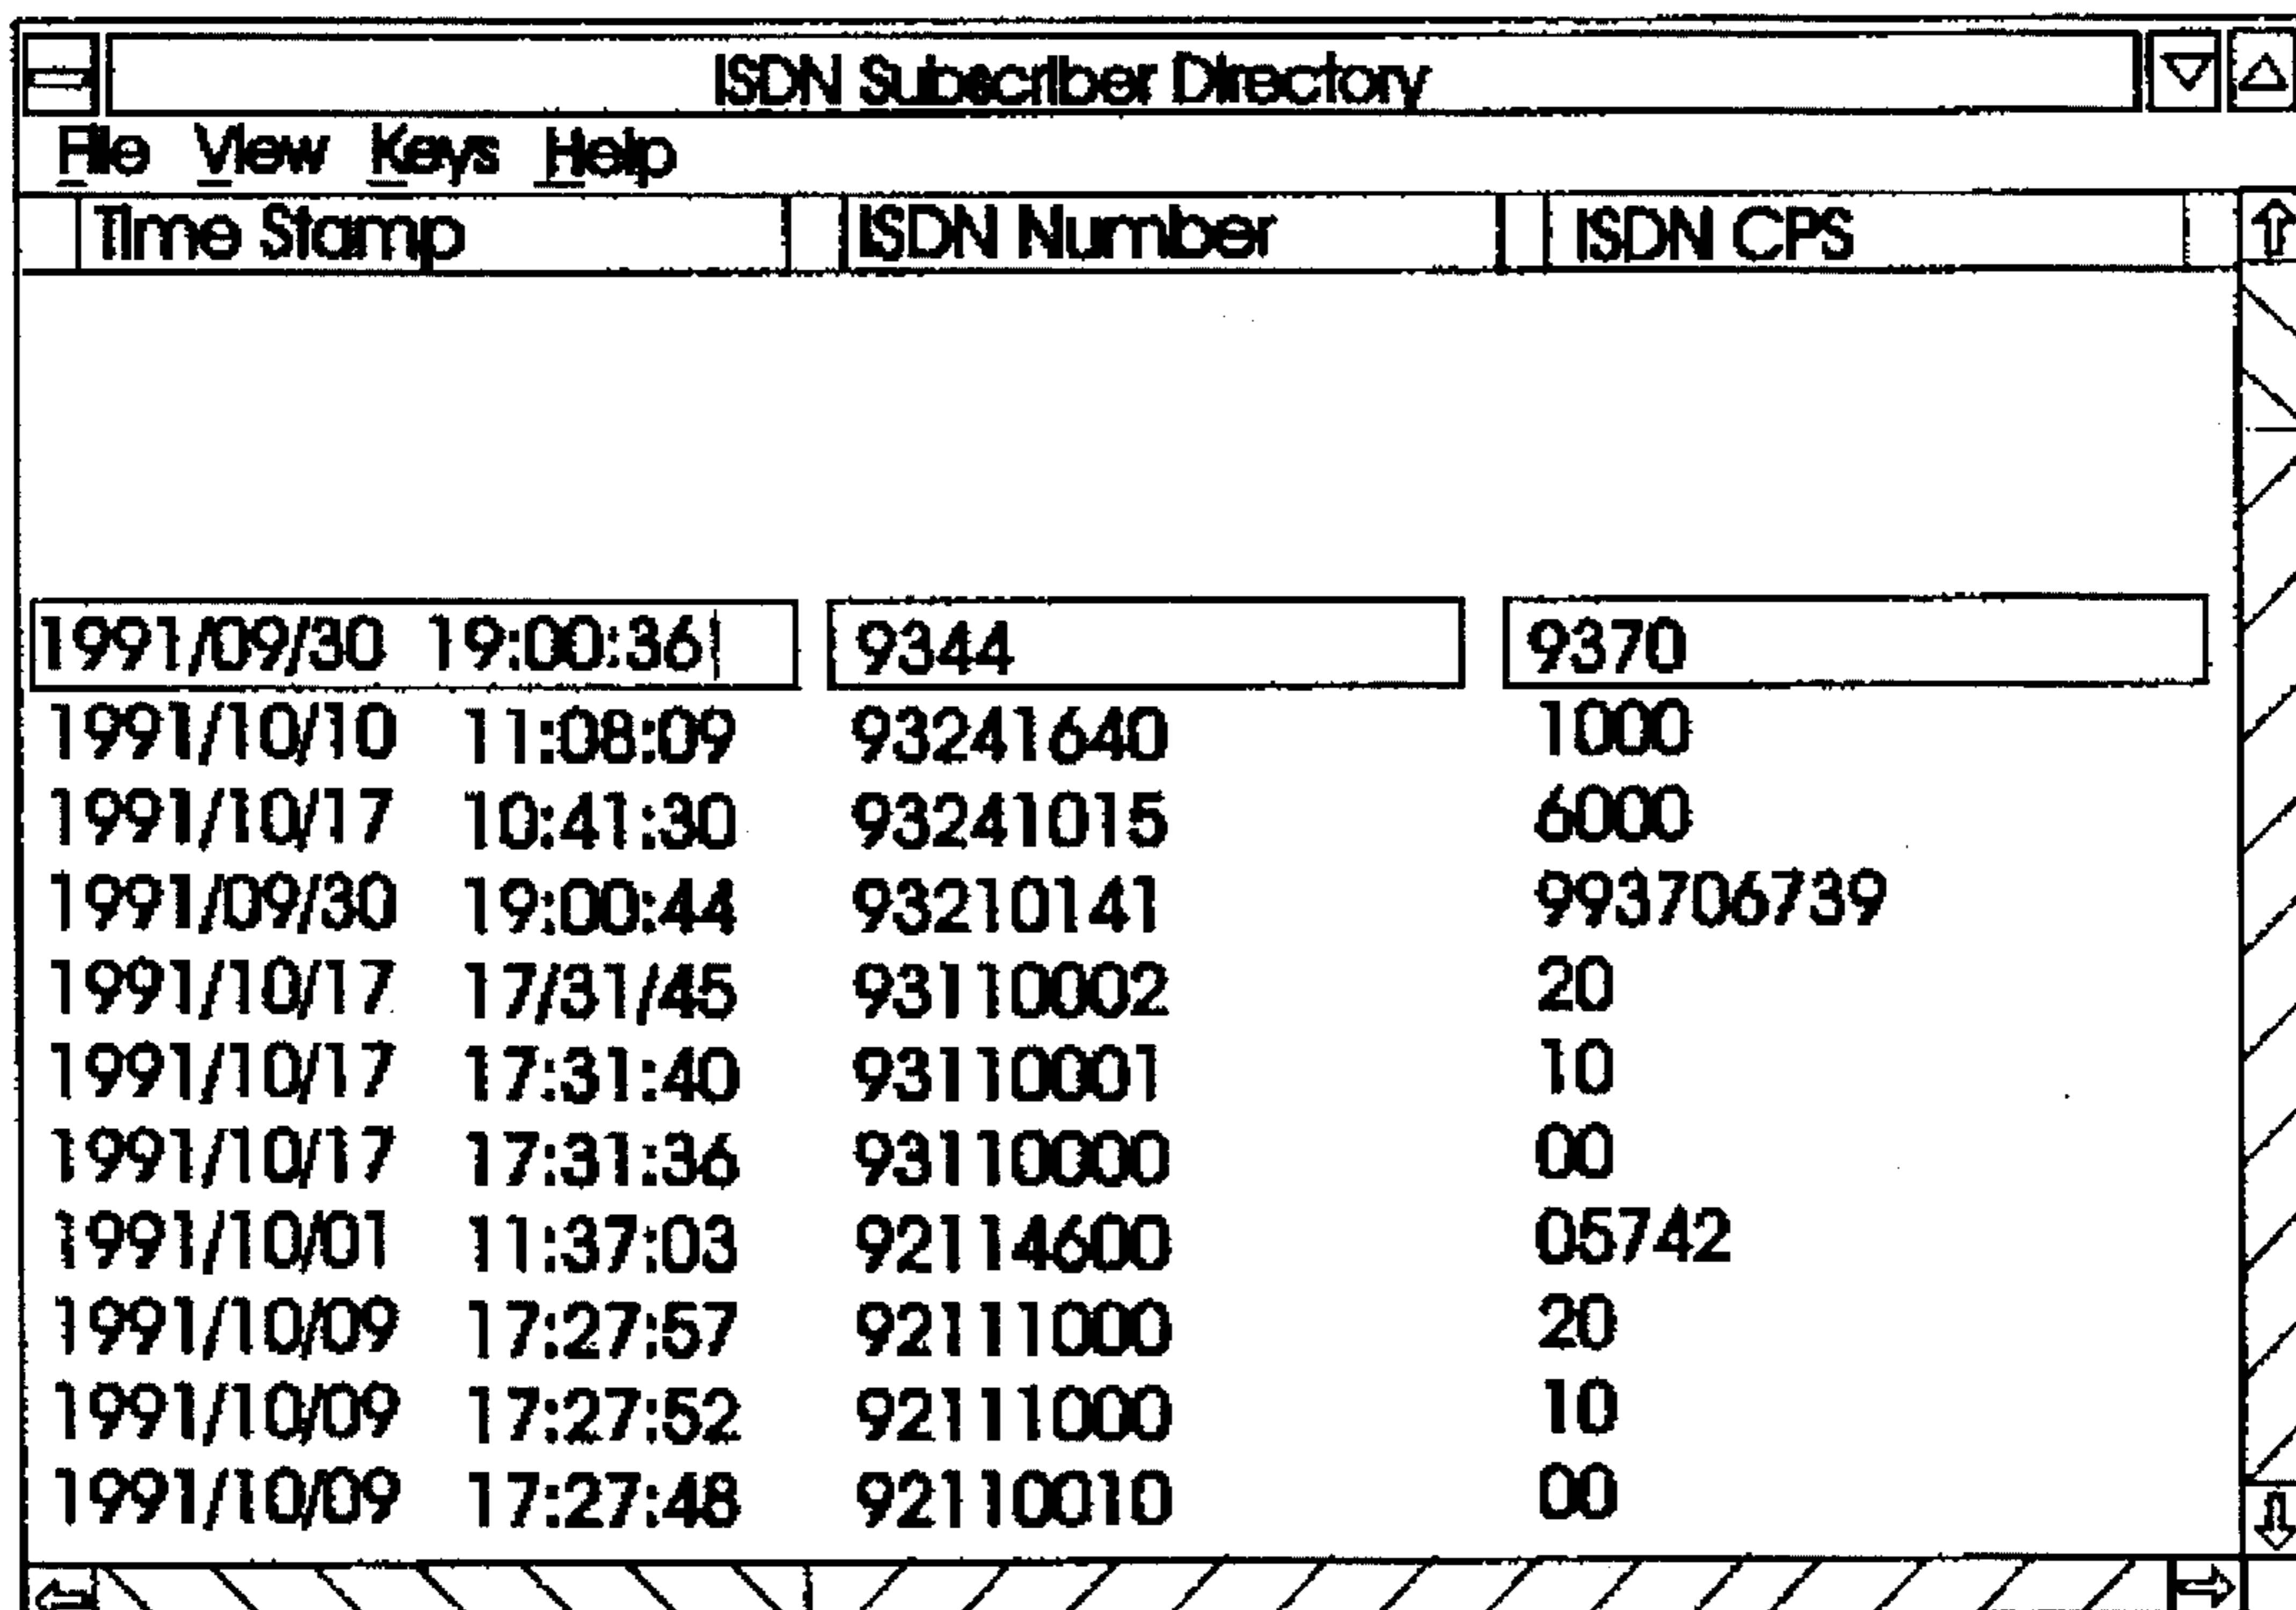 ISDN Subscriber Directory
File View Keys Help
Time Stamp ISDN Number ISDN CPS
1991/09/30 19:00:36 9344 9370
1991/10/10 11:08:09 93241640 1000
1991/10/17 10:41:30 93241015 6000
1991/09/30 19:00:44 93210141 993706739
1991/10/17 17/31/45 93110002 20
1991/10/17 17:31:40 93110001 10
1991/10/17 17:31:36 93110000 00
1991/10/01 11:37:03 92114600 05742
1991/10/09 17:27:57 92111000 20
1991/10/09 17:27:52 92111000 10
1991/10/09 17:27:48 92110010 00